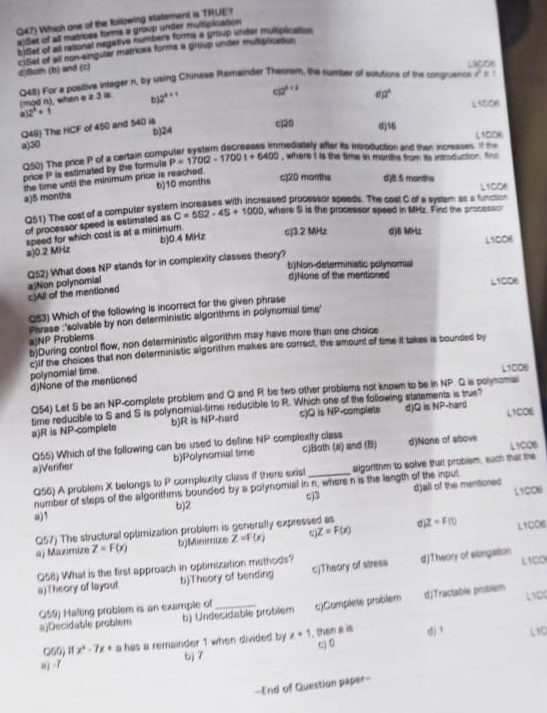 Q47) Which one of the following statement is TRUE?
a)Set of all matrices forms a group under multiplication
b)Set of all rational negative numbers forms a group under multiplication
c)Set of all non-singular matrices forms a group under multiplication
d)Both (b) and (c)
Q48) For a positive integer n, by using Chinese Remainder Theorem, the number of solutions of the congruence
(mod n), when e ≥ 3 is
L1CO6
Q49) The HCF of 450 and 540 is
a)30 b)24 c)20 d)16
L1CO6
Q50) The price P of a certain computer system decreases immediately after its introduction and then increases. If the
price P is estimated by the formula P = 170t2 - 1700 t + 6400 , where t is the time in months from its introduction, find
the time until the minimum price is reached.
a)5 months b)10 months c)20 months d)8.5 months
L1CO6
Q51) The cost of a computer system increases with increased processor speeds. The cost C of a system as a function
of processor speed is estimated as C = 5S2 - 4S + 1000, where S is the processor speed in MHz. Find the processor
speed for which cost is at a minimum.
a)0.2 MHz b)0.4 MHz c)3.2 MHz d)8 MHz
L1CO6
Q52) What does NP stands for in complexity classes theory?
a)Non polynomial b)Non-deterministic polynomial
c)All of the mentioned d)None of the mentioned
L1CO6
Q53) Which of the following is incorrect for the given phrase
Phrase :'solvable by non deterministic algorithms in polynomial time'
a)NP Problems
b)During control flow, non deterministic algorithm may have more than one choice
c)If the choices that non deterministic algorithm makes are correct, the amount of time it takes is bounded by
polynomial time.
d)None of the mentioned
L1CO6
Q54) Let S be an NP-complete problem and Q and R be two other problems not known to be in NP. Q is polynomial
time reducible to S and S is polynomial-time reducible to R. Which one of the following statements is true?
a)R is NP-complete b)R is NP-hard c)Q is NP-complete d)Q is NP-hard
L1CO6
Q55) Which of the following can be used to define NP complexity class
a)Verifier b)Polynomial time c)Both (a) and (B) d)None of above
L1CO6
Q56) A problem X belongs to P complexity class if there exist ________ algorithm to solve that problem, such that the
number of steps of the algorithms bounded by a polynomial in n, where n is the length of the input.
a)1 b)2 c)3 d)all of the mentioned
L1CO6
Q57) The structural optimization problem is generally expressed as
a) Maximize Z = F(x) b)Minimize Z =F(x) c)Z = F(x) d)Z = F(t)
L1CO6
Q58) What is the first approach in optimization methods?
a)Theory of layout b)Theory of bending c)Theory of stress d)Theory of elongation
Q59) Halting problem is an example of ________
a)Decidable problem b) Undecidable problem c)Complete problem d)Tractable problem
Q60) If - 7x + a has a remainder 1 when divided by x + 1, then a is
a) -7 b) 7 c) 0 d) 1
--End of Question paper--